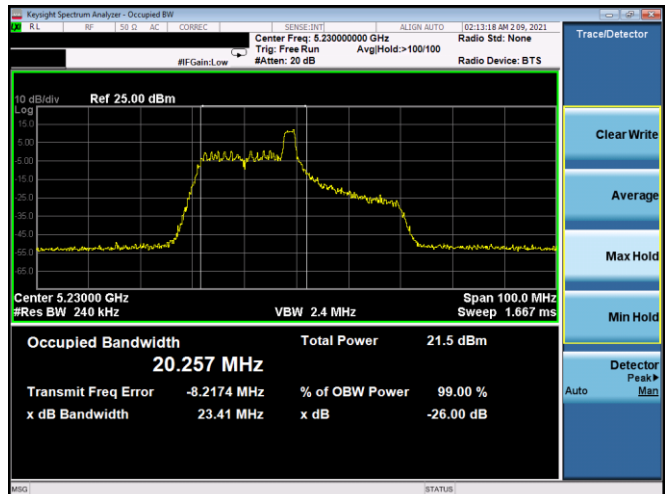 Keysight Spectrum Analyzer - Occupied BW
RL RF 50 Ω AC CORREC SENSE:INT ALIGN AUTO 02:13:18 AM 2 09, 2021
Center Freq: 5.230000000 GHz Radio Std: None
Trig: Free Run Avg|Hold:>100/100
#IFGain:Low #Atten: 20 dB Radio Device: BTS
10 dB/div Ref 25.00 dBm
Log
15.0
5.00
-5.00
-15.0
-25.0
-35.0
-45.0
-55.0
-65.0
Center 5.23000 GHz Span 100.0 MHz
#Res BW 240 kHz VBW 2.4 MHz Sweep 1.667 ms
Occupied Bandwidth Total Power 21.5 dBm
20.257 MHz
Transmit Freq Error -8.2174 MHz % of OBW Power 99.00 %
x dB Bandwidth 23.41 MHz x dB -26.00 dB
MSG STATUS
Trace/Detector
Clear Write
Average
Max Hold
Min Hold
Detector
Peak▶
Auto Man